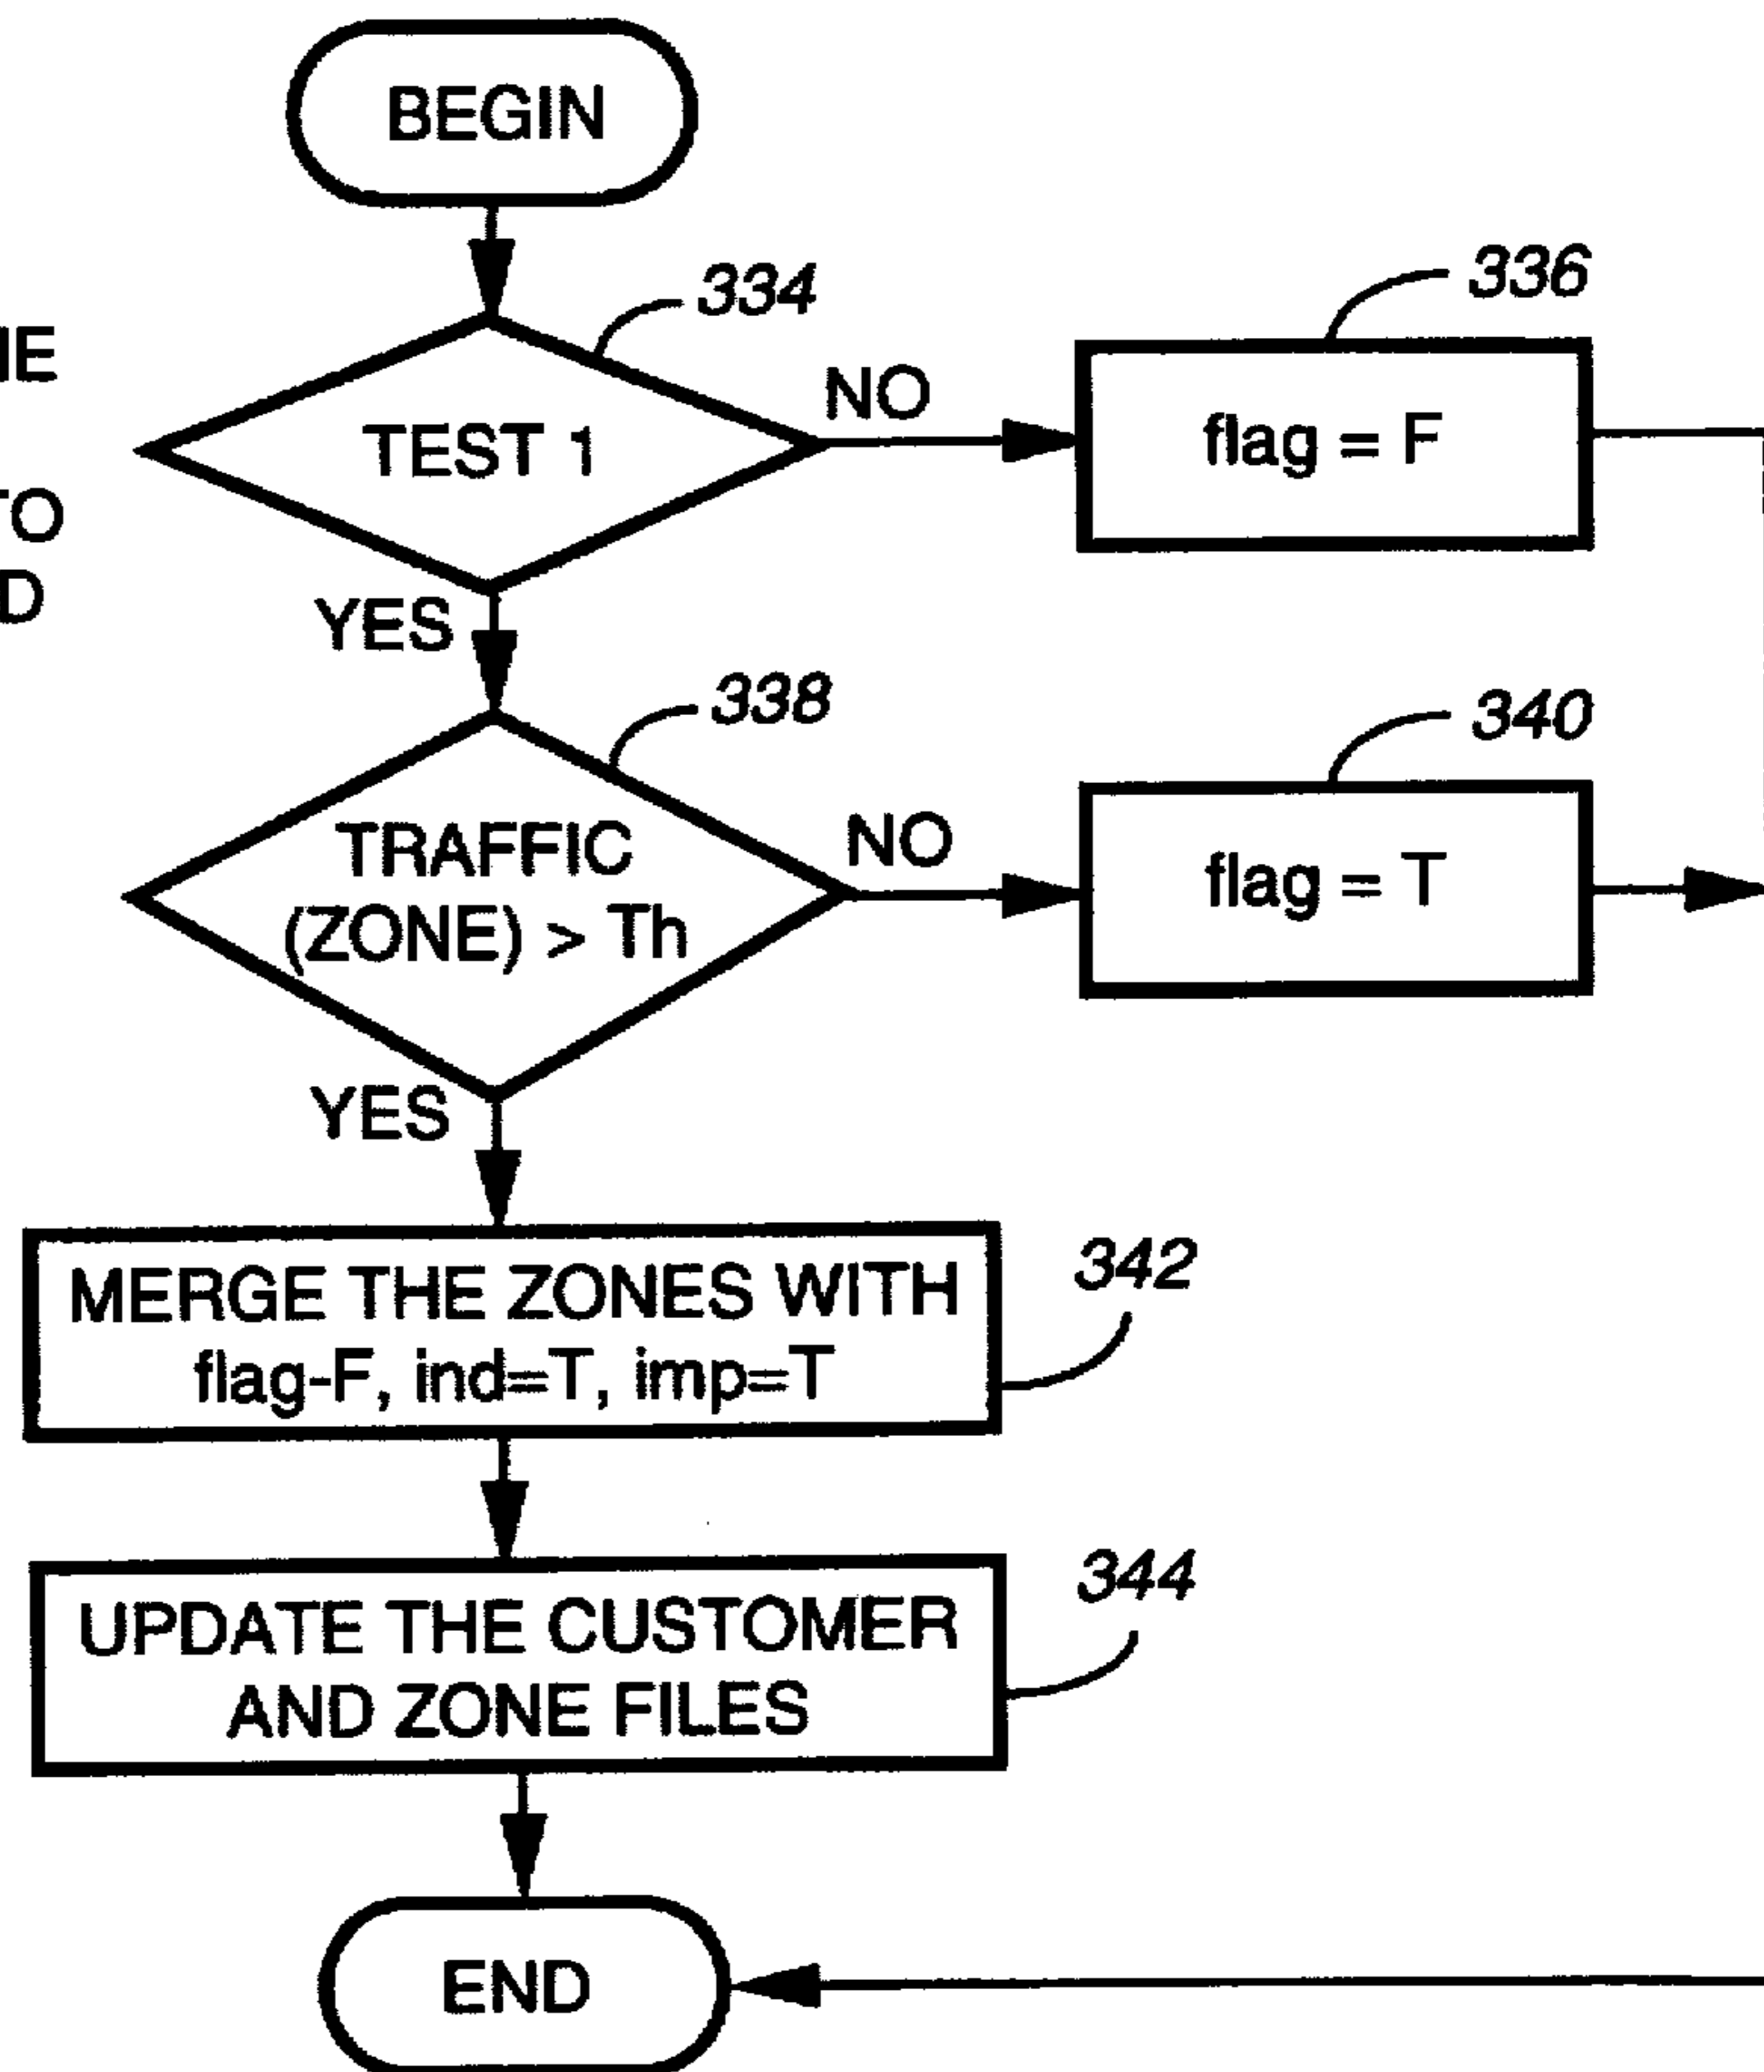 BEGIN
334
336
NE
TEST 1
NO
flag = F
TO
D
YES
338
340
TRAFFIC
(ZONE) > Th
NO
flag = T
YES
MERGE THE ZONES WITH
flag-F, ind=T, imp=T
342
UPDATE THE CUSTOMER
AND ZONE FILES
344
END